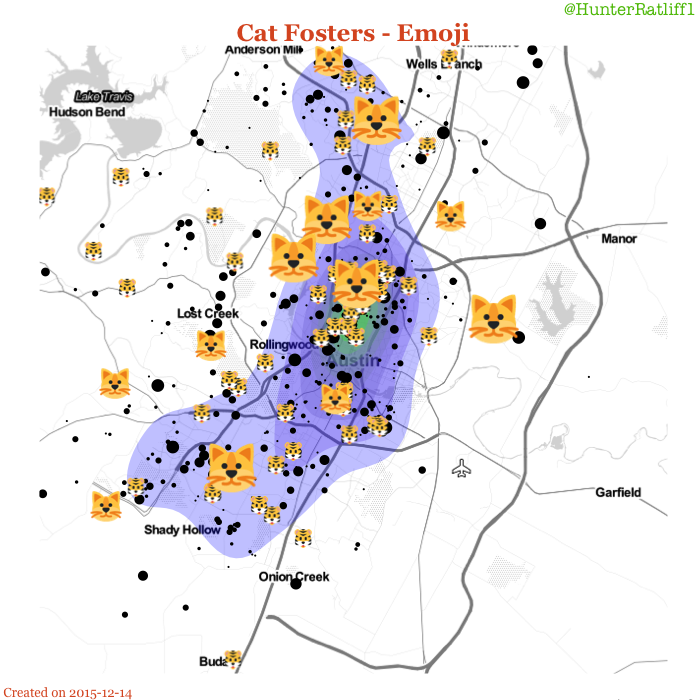 @HunterRatliff1
Cat Fosters - Emoji
Anderson Mill
Wells Branch
Lake Travis
Hudson Bend
Manor
Lost Creek
Rollingwood
Austin
Garfield
Shady Hollow
Onion Creek
Buda
Created on 2015-12-14